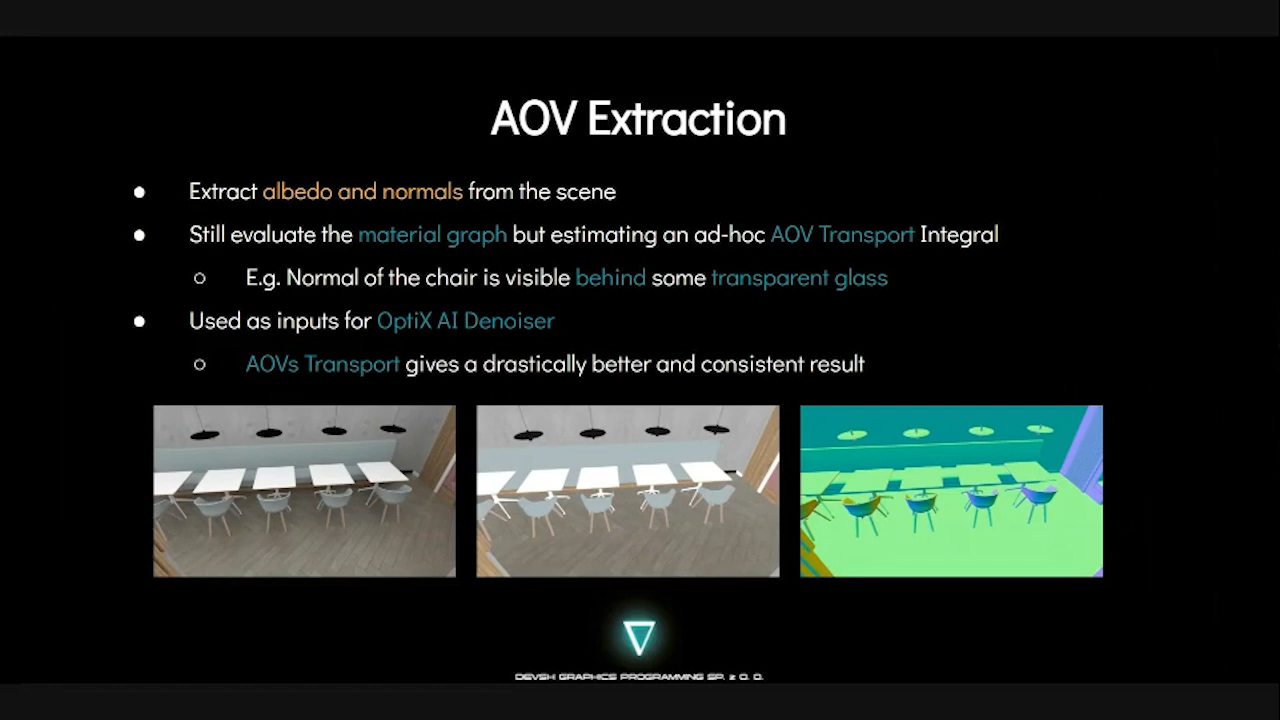 AOV Extraction
● Extract albedo and normals from the scene
● Still evaluate the material graph but estimating an ad-hoc AOV Transport Integral
○ E.g. Normal of the chair is visible behind some transparent glass
● Used as inputs for OptiX AI Denoiser
○ AOVs Transport gives a drastically better and consistent result
DEVSH GRAPHICS PROGRAMMING SP. z O. O.